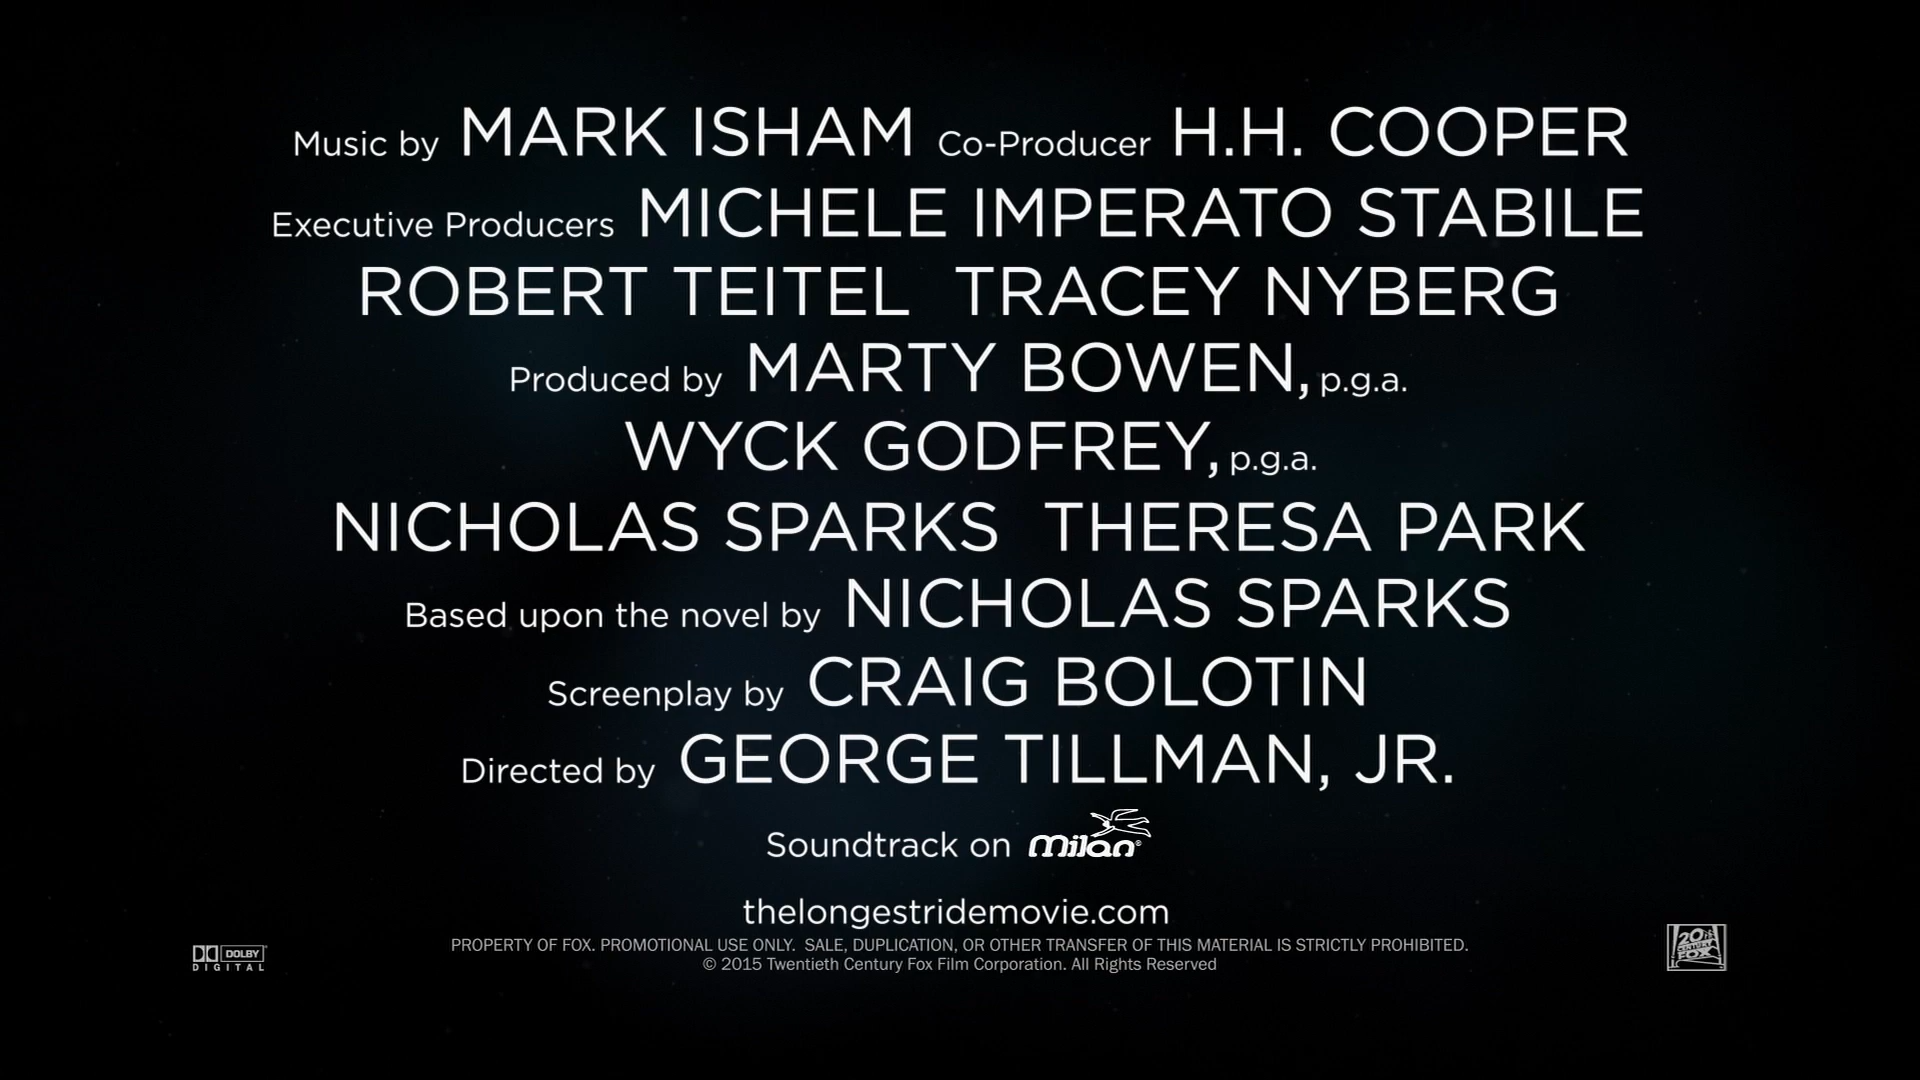 Music by MARK ISHAM Co-Producer H.H. COOPER
Executive Producers MICHELE IMPERATO STABILE
ROBERT TEITEL TRACEY NYBERG
Produced by MARTY BOWEN, p.g.a.
WYCK GODFREY, p.g.a.
NICHOLAS SPARKS THERESA PARK
Based upon the novel by NICHOLAS SPARKS
Screenplay by CRAIG BOLOTIN
Directed by GEORGE TILLMAN, JR.
Soundtrack on milan®
thelongestridemovie.com
PROPERTY OF FOX. PROMOTIONAL USE ONLY. SALE, DUPLICATION, OR OTHER TRANSFER OF THIS MATERIAL IS STRICTLY PROHIBITED.
© 2015 Twentieth Century Fox Film Corporation. All Rights Reserved
DOLBY
DIGITAL
20th
CENTURY
FOX